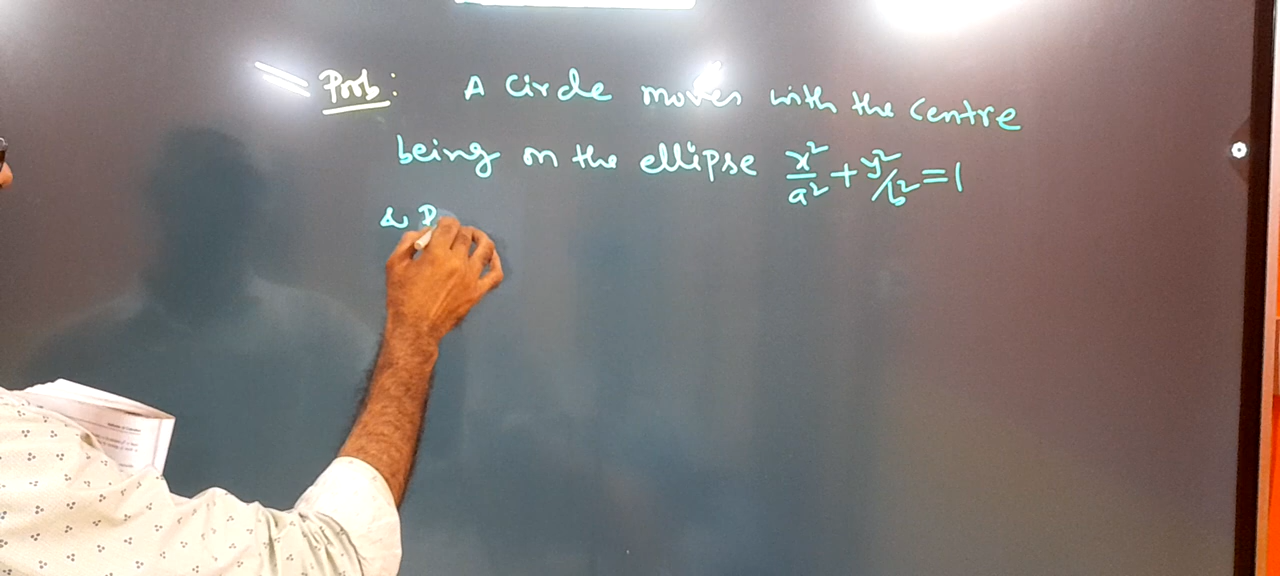 Prob: A Circle moves with the centre
being on the ellipse x²/a² + y²/b² = 1
&